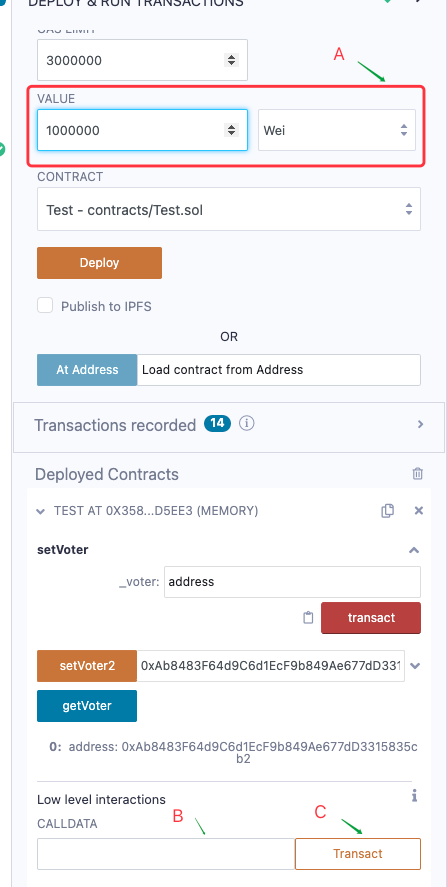 DEPLOY & RUN TRANSACTIONS
GAS LIMIT
3000000
A
VALUE
1000000
Wei
CONTRACT
Test - contracts/Test.sol
Deploy
Publish to IPFS
OR
At Address
Load contract from Address
Transactions recorded 14 i
Deployed Contracts
TEST AT 0X358...D5EE3 (MEMORY)
setVoter
_voter:
address
transact
setVoter2
0xAb8483F64d9C6d1EcF9b849Ae677dD331
getVoter
0: address: 0xAb8483F64d9C6d1EcF9b849Ae677dD3315835c
b2
Low level interactions
i
CALLDATA
B
C
Transact